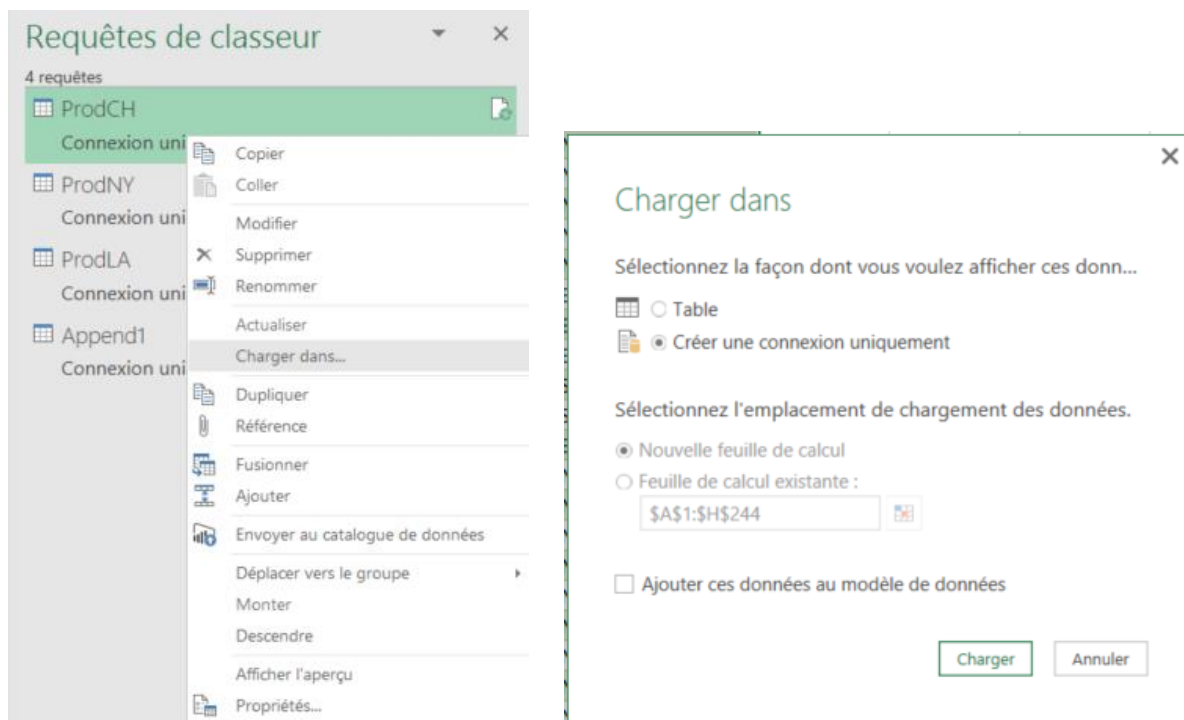 Requêtes de classeur
4 requêtes
ProdCH
Connexion uni
ProdNY
Connexion uni
ProdLA
Connexion uni
Append1
Connexion uni
Copier
Coller
Modifier
Supprimer
Renommer
Actualiser
Charger dans...
Dupliquer
Référence
Fusionner
Ajouter
Envoyer au catalogue de données
Déplacer vers le groupe
Monter
Descendre
Afficher l'aperçu
Propriétés...
Charger dans
Sélectionnez la façon dont vous voulez afficher ces donn...
Table
Créer une connexion uniquement
Sélectionnez l'emplacement de chargement des données.
Nouvelle feuille de calcul
Feuille de calcul existante :
$A$1:$H$244
Ajouter ces données au modèle de données
Charger Annuler